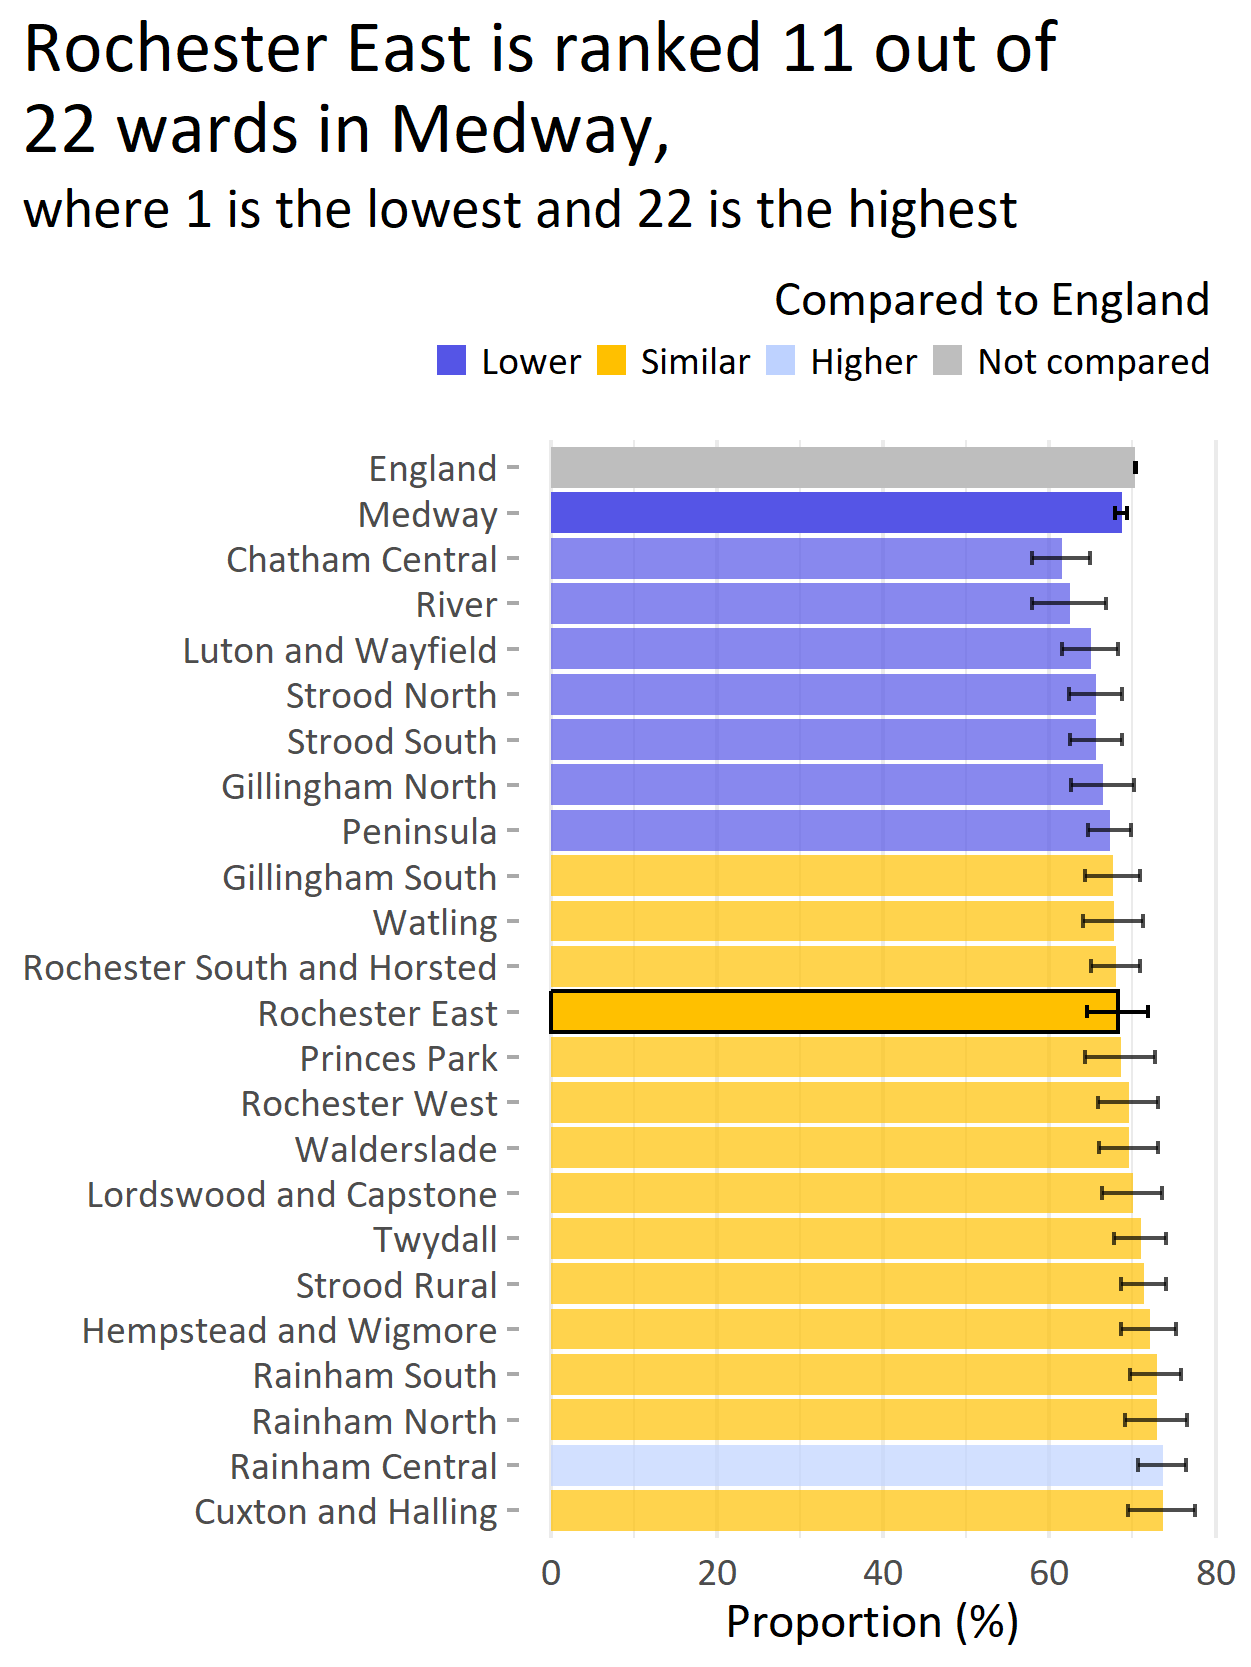 Rochester East is ranked 11 out of
22 wards in Medway,
where 1 is the lowest and 22 is the highest
Compared to England
Lower Similar Higher Not compared
England
Medway
Chatham Central
River
Luton and Wayfield
Strood North
Strood South
Gillingham North
Peninsula
Gillingham South
Watling
Rochester South and Horsted
Rochester East
Princes Park
Rochester West
Walderslade
Lordswood and Capstone
Twydall
Strood Rural
Hempstead and Wigmore
Rainham South
Rainham North
Rainham Central
Cuxton and Halling
0 20 40 60 80
Proportion (%)